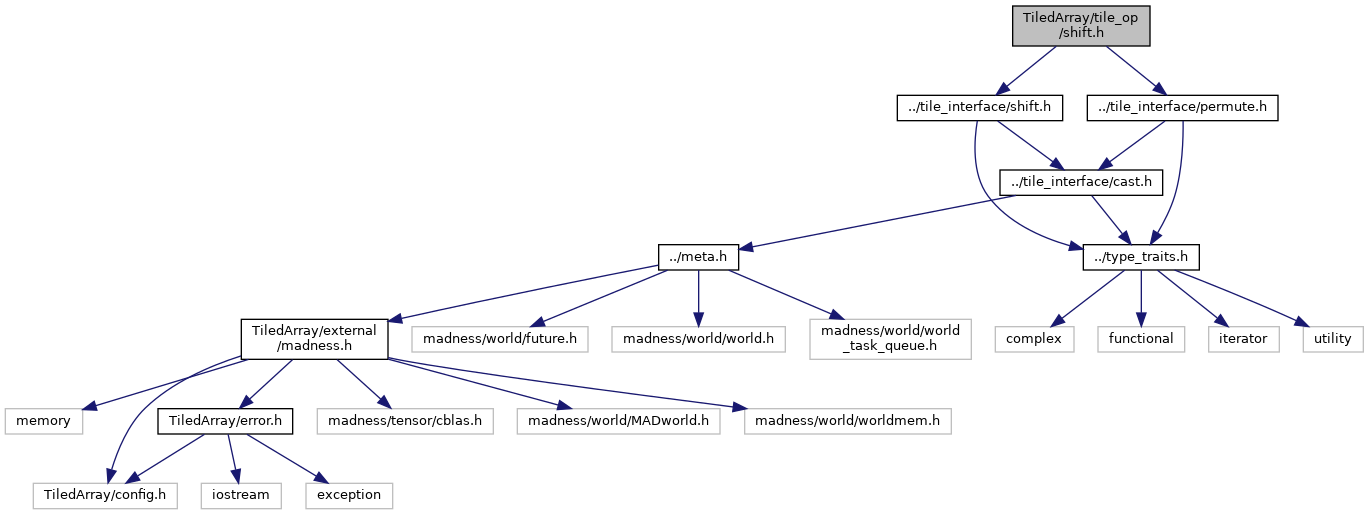 TiledArray/tile_op
/shift.h
../tile_interface/shift.h
../tile_interface/permute.h
../tile_interface/cast.h
../meta.h
../type_traits.h
TiledArray/external
/madness.h
madness/world/future.h
madness/world/world.h
madness/world/world
_task_queue.h
complex
functional
iterator
utility
memory
TiledArray/error.h
madness/tensor/cblas.h
madness/world/MADworld.h
madness/world/worldmem.h
TiledArray/config.h
iostream
exception